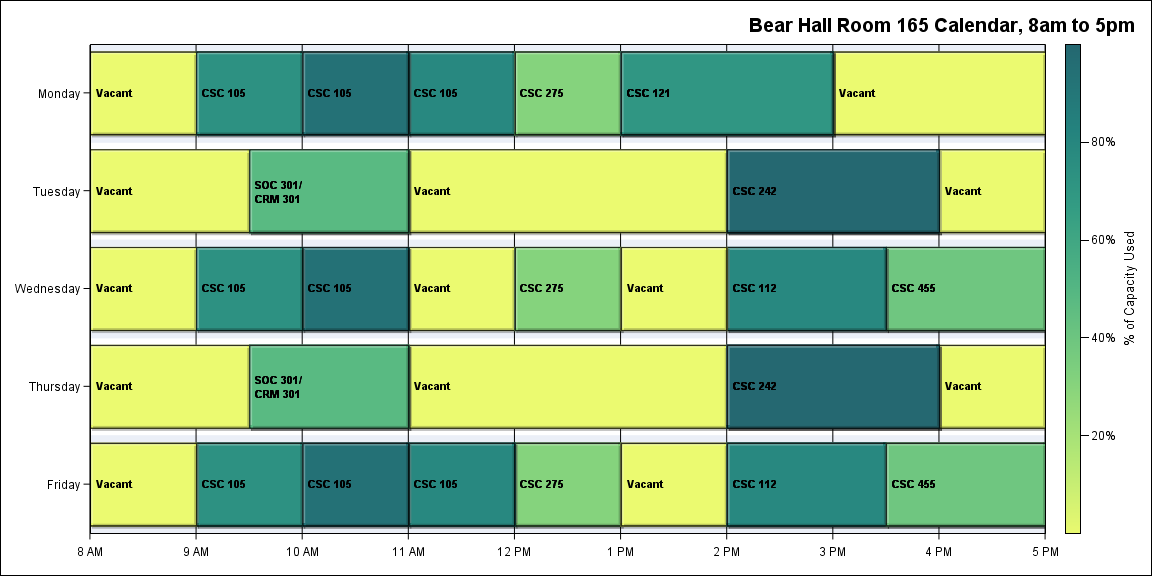 Bear Hall Room 165 Calendar, 8am to 5pm
Monday
Vacant
CSC 105
CSC 105
CSC 105
CSC 275
CSC 121
Vacant
Tuesday
Vacant
SOC 301/
CRM 301
Vacant
CSC 242
Vacant
Wednesday
Vacant
CSC 105
CSC 105
Vacant
CSC 275
Vacant
CSC 112
CSC 455
Thursday
Vacant
SOC 301/
CRM 301
Vacant
CSC 242
Vacant
Friday
Vacant
CSC 105
CSC 105
CSC 105
CSC 275
Vacant
CSC 112
CSC 455
8 AM
9 AM
10 AM
11 AM
12 PM
1 PM
2 PM
3 PM
4 PM
5 PM
80%
60%
40%
20%
% of Capacity Used